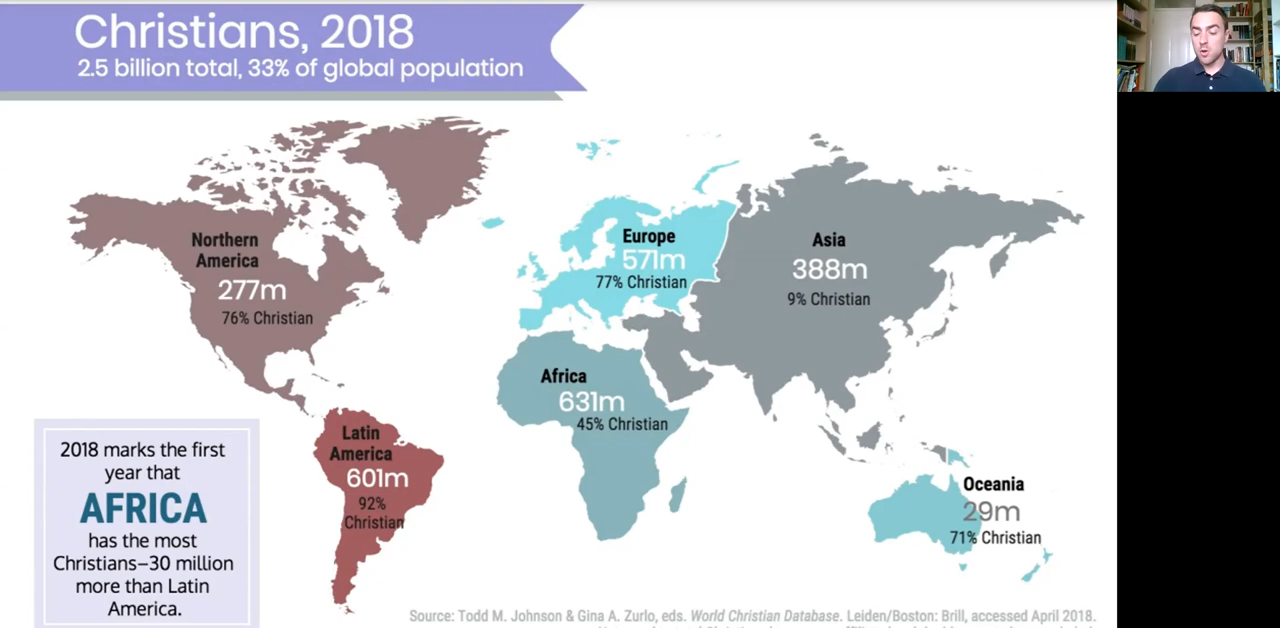 Christians, 2018
2.5 billion total, 33% of global population
Northern
America
277m
76% Christian
Europe
571m
77% Christian
Asia
388m
9% Christian
Africa
631m
45% Christian
Latin
America
601m
92%
Christian
Oceania
29m
71% Christian
2018 marks the first
year that
AFRICA
has the most
Christians–30 million
more than Latin
America.
Source: Todd M. Johnson & Gina A. Zurlo, eds. World Christian Database. Leiden/Boston: Brill, accessed April 2018.